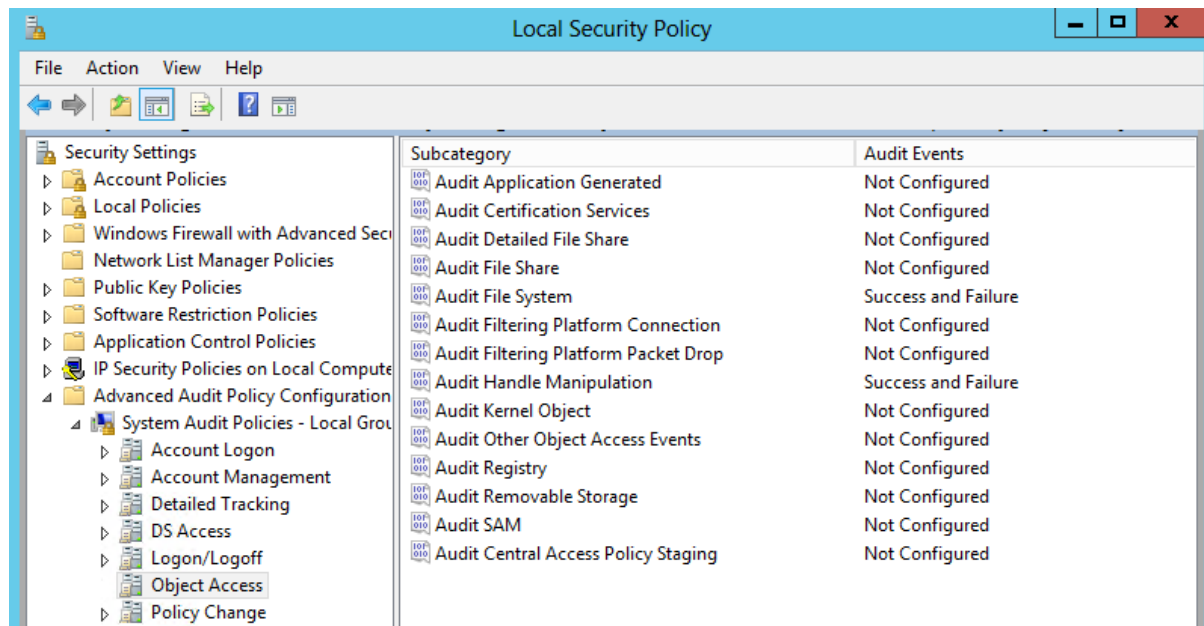 Local Security Policy
File Action View Help
Security Settings
Account Policies
Local Policies
Windows Firewall with Advanced Secu
Network List Manager Policies
Public Key Policies
Software Restriction Policies
Application Control Policies
IP Security Policies on Local Compute
Advanced Audit Policy Configuration
System Audit Policies - Local Grou
Account Logon
Account Management
Detailed Tracking
DS Access
Logon/Logoff
Object Access
Policy Change
Subcategory Audit Events
Audit Application Generated Not Configured
Audit Certification Services Not Configured
Audit Detailed File Share Not Configured
Audit File Share Not Configured
Audit File System Success and Failure
Audit Filtering Platform Connection Not Configured
Audit Filtering Platform Packet Drop Not Configured
Audit Handle Manipulation Success and Failure
Audit Kernel Object Not Configured
Audit Other Object Access Events Not Configured
Audit Registry Not Configured
Audit Removable Storage Not Configured
Audit SAM Not Configured
Audit Central Access Policy Staging Not Configured